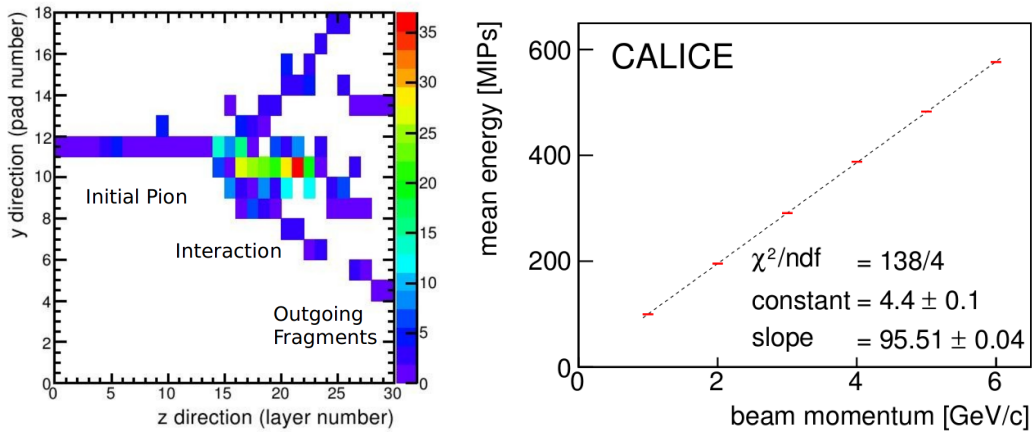 18
16
14
12
10
8
6
4
2
0
y direction (pad number)
0 5 10 15 20 25 30
z direction (layer number)
35
30
25
20
15
10
5
0
Initial Pion
Interaction
Outgoing
Fragments
CALICE
mean energy [MIPs]
600
400
200
0
0 2 4 6
beam momentum [GeV/c]
χ²/ndf = 138/4
constant = 4.4 ± 0.1
slope = 95.51 ± 0.04